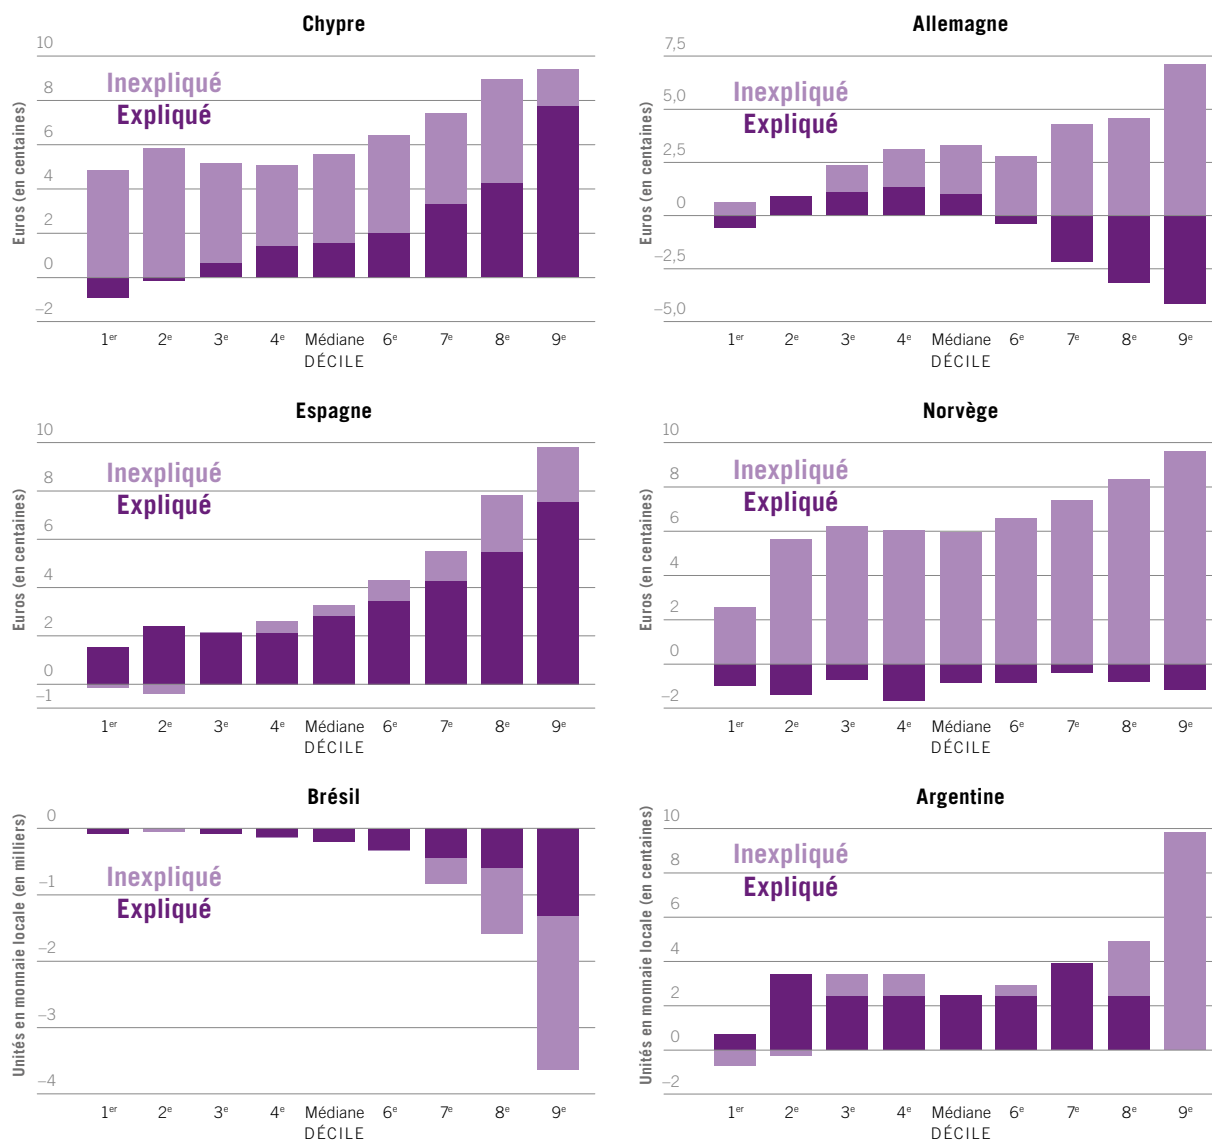 Chypre
Euros (en centaines)
10
8
6
4
2
0
–2
Inexpliqué
Expliqué
1er 2e 3e 4e Médiane 6e 7e 8e 9e
DÉCILE
Allemagne
Euros (en centaines)
7,5
5,0
2,5
0
–2,5
–5,0
Inexpliqué
Expliqué
1er 2e 3e 4e Médiane 6e 7e 8e 9e
DÉCILE
Espagne
Euros (en centaines)
10
8
6
4
2
0
–1
Inexpliqué
Expliqué
1er 2e 3e 4e Médiane 6e 7e 8e 9e
DÉCILE
Norvège
Euros (en centaines)
10
8
6
4
2
0
–2
Inexpliqué
Expliqué
1er 2e 3e 4e Médiane 6e 7e 8e 9e
DÉCILE
Brésil
Unités en monnaie locale (en milliers)
0
–1
–2
–3
–4
Inexpliqué
Expliqué
1er 2e 3e 4e Médiane 6e 7e 8e 9e
DÉCILE
Argentine
Unités en monnaie locale (en centaines)
10
8
6
4
2
0
–2
Inexpliqué
Expliqué
1er 2e 3e 4e Médiane 6e 7e 8e 9e
DÉCILE